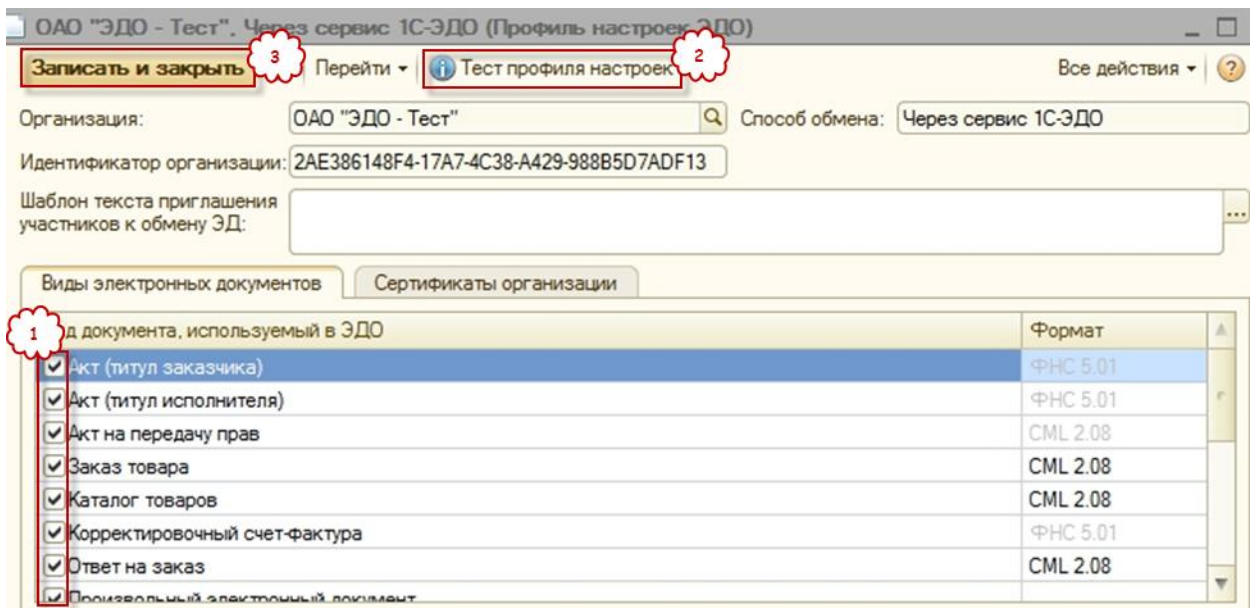 ОАО "ЭДО - Тест", Через сервис 1С-ЭДО (Профиль настроек ЭДО)
Записать и закрыть 3 Перейти Тест профиля настроек 2 Все действия ?
Организация: ОАО "ЭДО - Тест" Способ обмена: Через сервис 1С-ЭДО
Идентификатор организации: 2AE386148F4-17A7-4C38-A429-988B5D7ADF13
Шаблон текста приглашения
участников к обмену ЭД: ...
Виды электронных документов Сертификаты организации
1 д документа, используемый в ЭДО Формат
Акт (титул заказчика) ФНС 5.01
Акт (титул исполнителя) ФНС 5.01
Акт на передачу прав CML 2.08
Заказ товара CML 2.08
Каталог товаров CML 2.08
Корректировочный счет-фактура ФНС 5.01
Ответ на заказ CML 2.08
Произвольный электронный документ